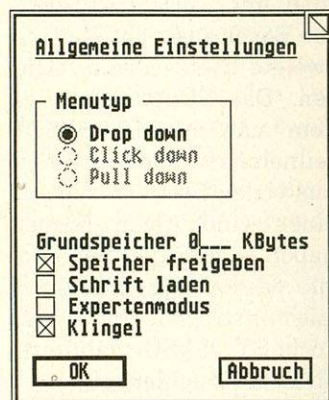 Allgemeine Einstellungen
Menutyp
Drop down
Click down
Pull down
Grundspeicher 0___ KBytes
Speicher freigeben
Schrift laden
Expertenmodus
Klingel
OK Abbruch